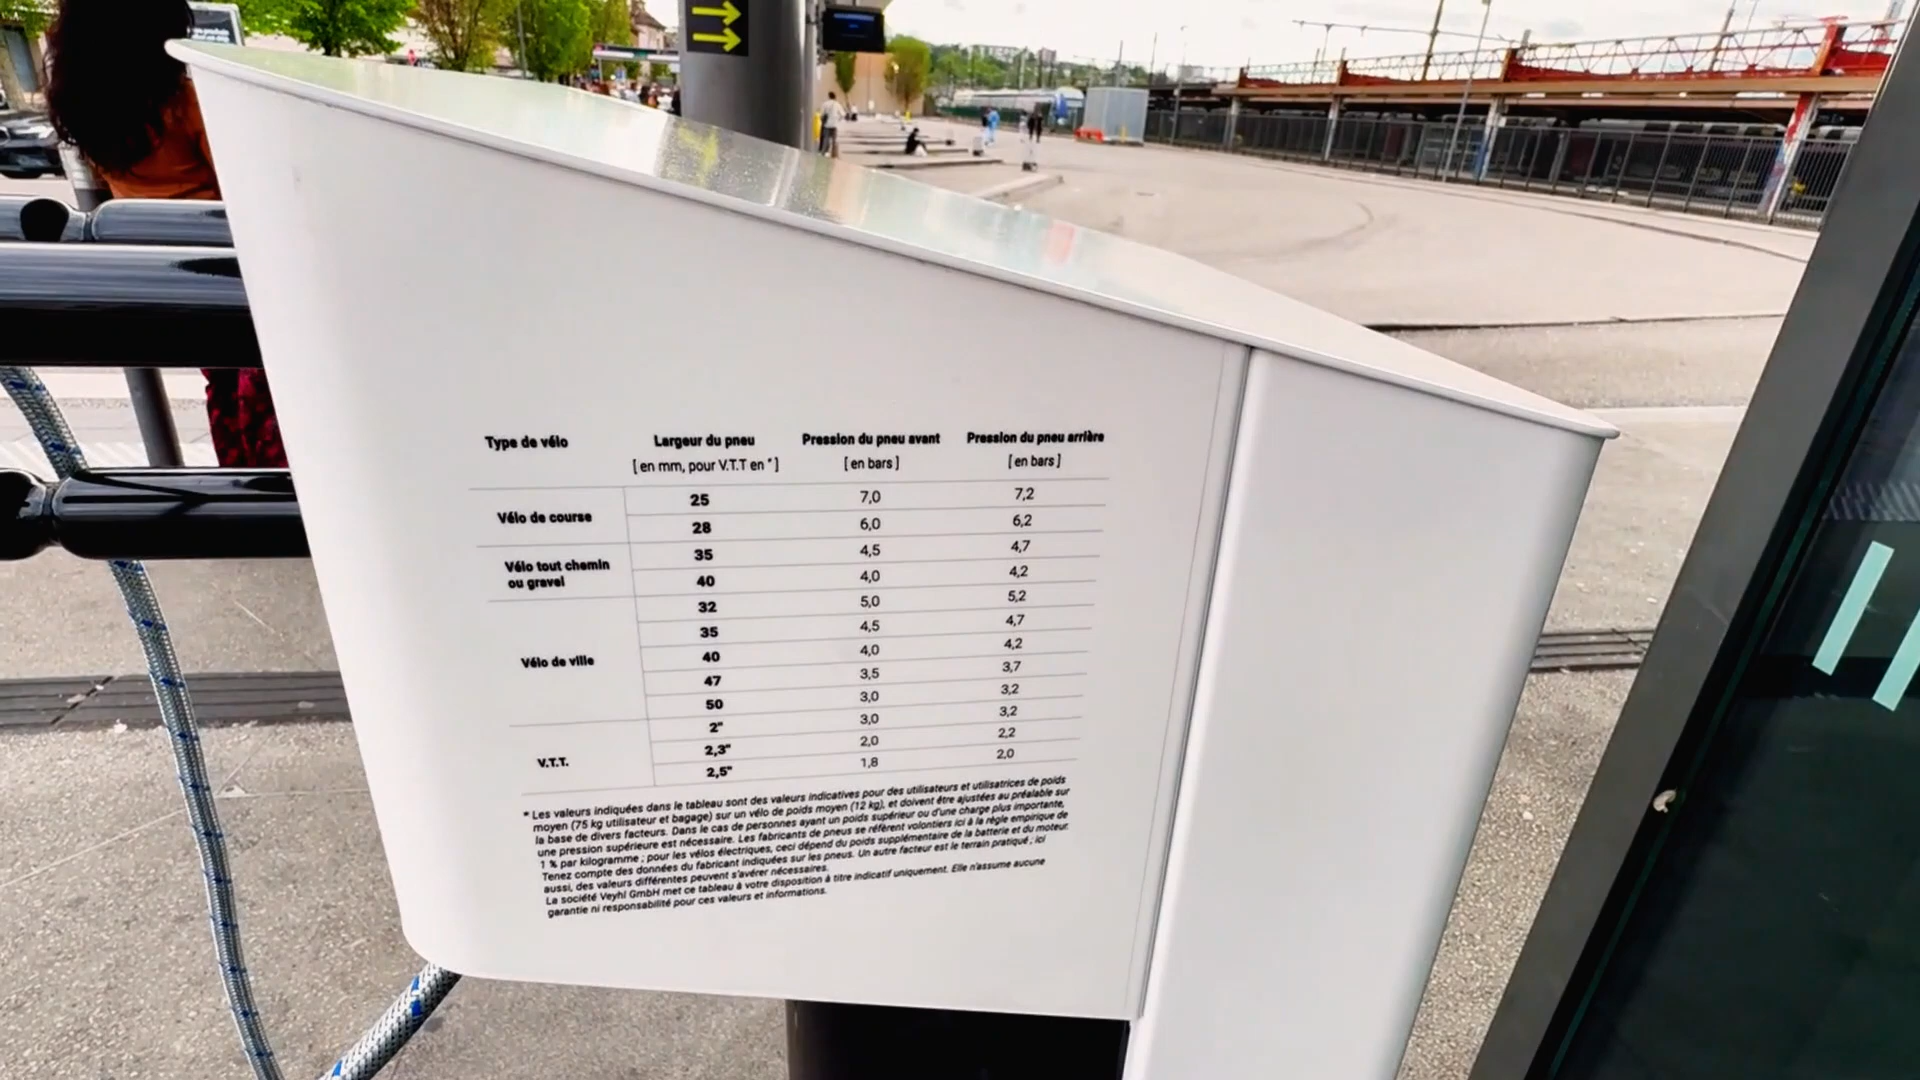 Type de vélo Largeur du pneu Pression du pneu avant Pression du pneu arrière
[ en mm, pour V.T.T en " ] [ en bars ] [ en bars ]
Vélo de course 25 7,0 7,2
28 6,0 6,2
Vélo tout chemin ou gravel 35 4,5 4,7
40 4,0 4,2
Vélo de ville 32 5,0 5,2
35 4,5 4,7
40 4,0 4,2
47 3,5 3,7
50 3,0 3,2
V.T.T. 2" 3,0 3,2
2,3" 2,0 2,2
2,5" 1,8 2,0
* Les valeurs indiquées dans le tableau sont des valeurs indicatives pour des utilisateurs et utilisatrices de poids
moyen (75 kg utilisateur et bagage) sur un vélo de poids moyen (12 kg), et doivent être ajustées au préalable sur
la base de divers facteurs. Dans le cas de personnes ayant un poids supérieur ou d'une charge plus importante,
une pression supérieure est nécessaire. Les fabricants de pneus se réfèrent volontiers ici à la règle empirique de
1 % par kilogramme ; pour les vélos électriques, ceci dépend du poids supplémentaire de la batterie et du moteur.
Tenez compte des données du fabricant indiquées sur les pneus. Un autre facteur est le terrain pratiqué ; ici
aussi, des valeurs différentes peuvent s'avérer nécessaires.
La société Veyhl GmbH met ce tableau à votre disposition à titre indicatif uniquement. Elle n'assume aucune
garantie ni responsabilité pour ces valeurs et informations.